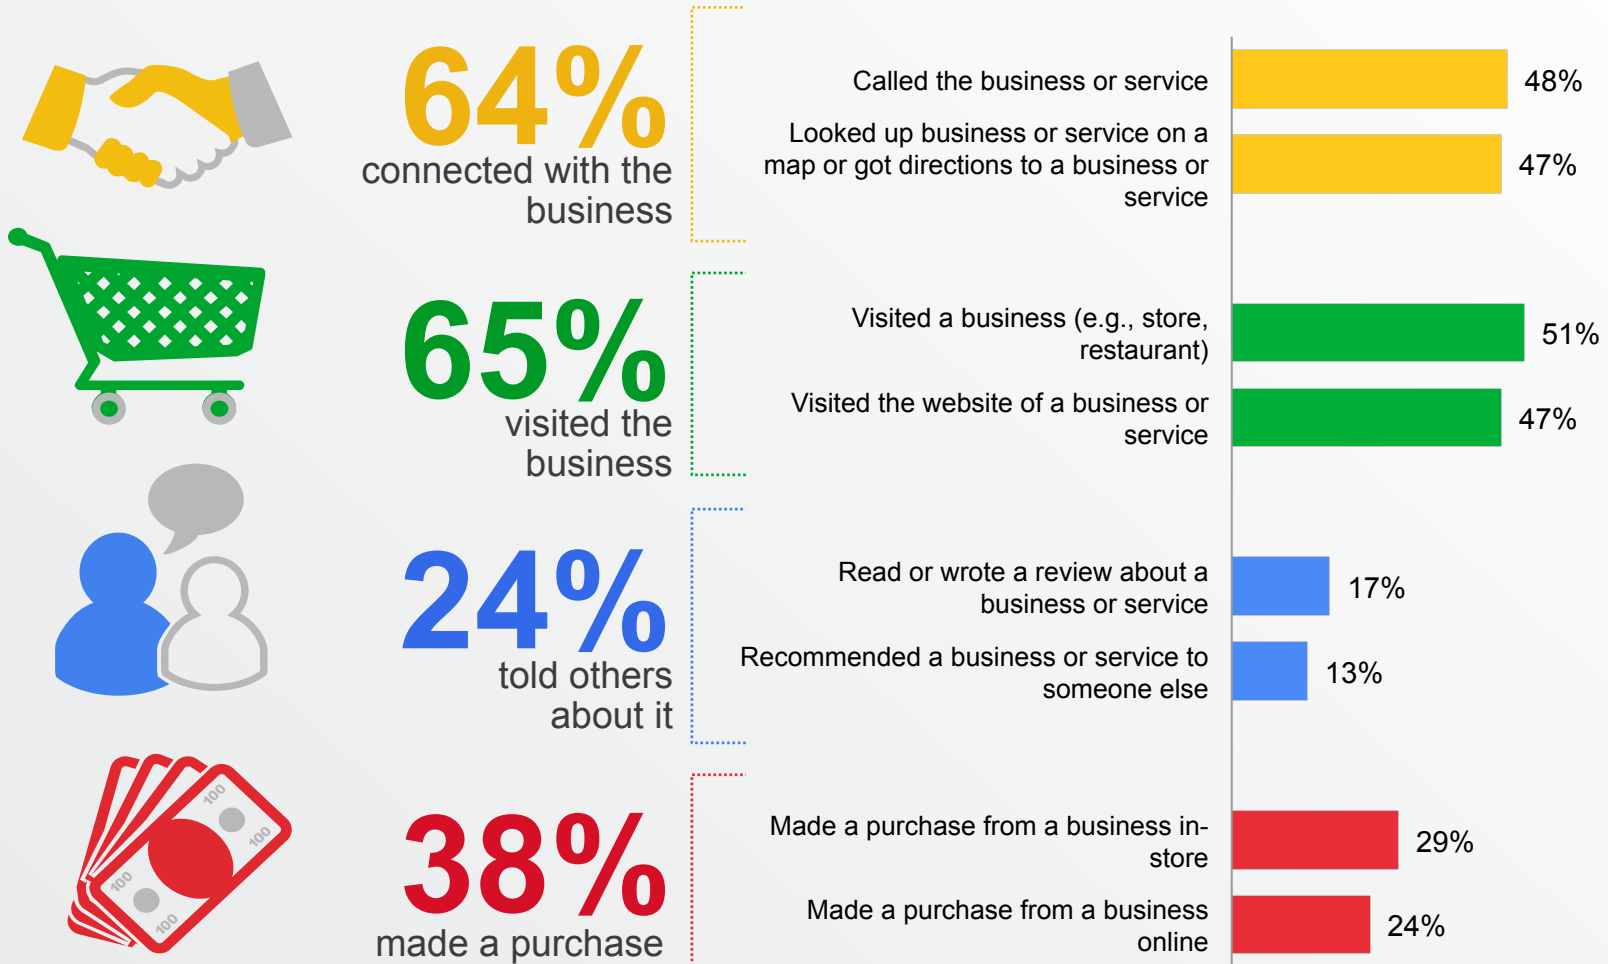 64%
connected with the
business
Called the business or service
48%
Looked up business or service on a
map or got directions to a business or
service
47%
65%
visited the
business
Visited a business (e.g., store,
restaurant)
51%
Visited the website of a business or
service
47%
24%
told others
about it
Read or wrote a review about a
business or service
17%
Recommended a business or service to
someone else
13%
100
100
100
100
38%
made a purchase
Made a purchase from a business in-
store
29%
Made a purchase from a business
online
24%